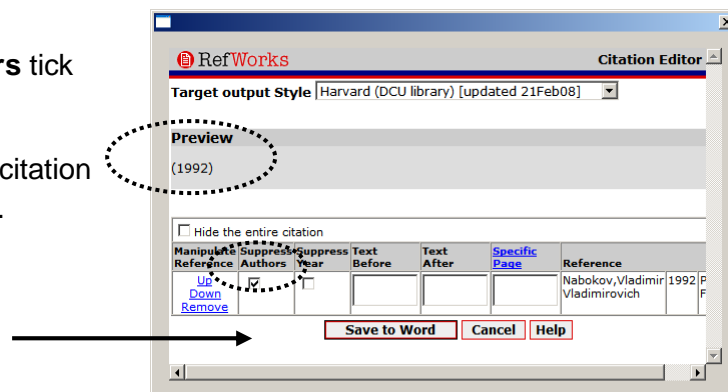 rs tick
citation
.
RefWorks
Citation Editor
Target output Style Harvard (DCU library) [updated 21Feb08]
Preview
(1992)
Hide the entire citation
Manipulate Reference Suppress Authors Suppress Year Text Before Text After Specific Page Reference
Up
Down
Remove
Nabokov,Vladimir Vladimirovich 1992 P F
Save to Word Cancel Help